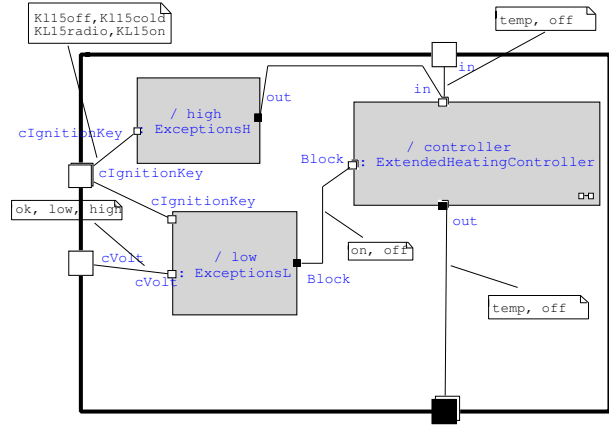 Kl15off,Kl15cold
KL15radio,KL15on
temp, off
in
/ high
: ExceptionsH
out
in
cIgnitionKey
/ controller
: ExtendedHeatingController
Block
cIgnitionKey
cIgnitionKey
ok, low, high
out
/ low
: ExceptionsL
on, off
cVolt
cVolt
Block
temp, off